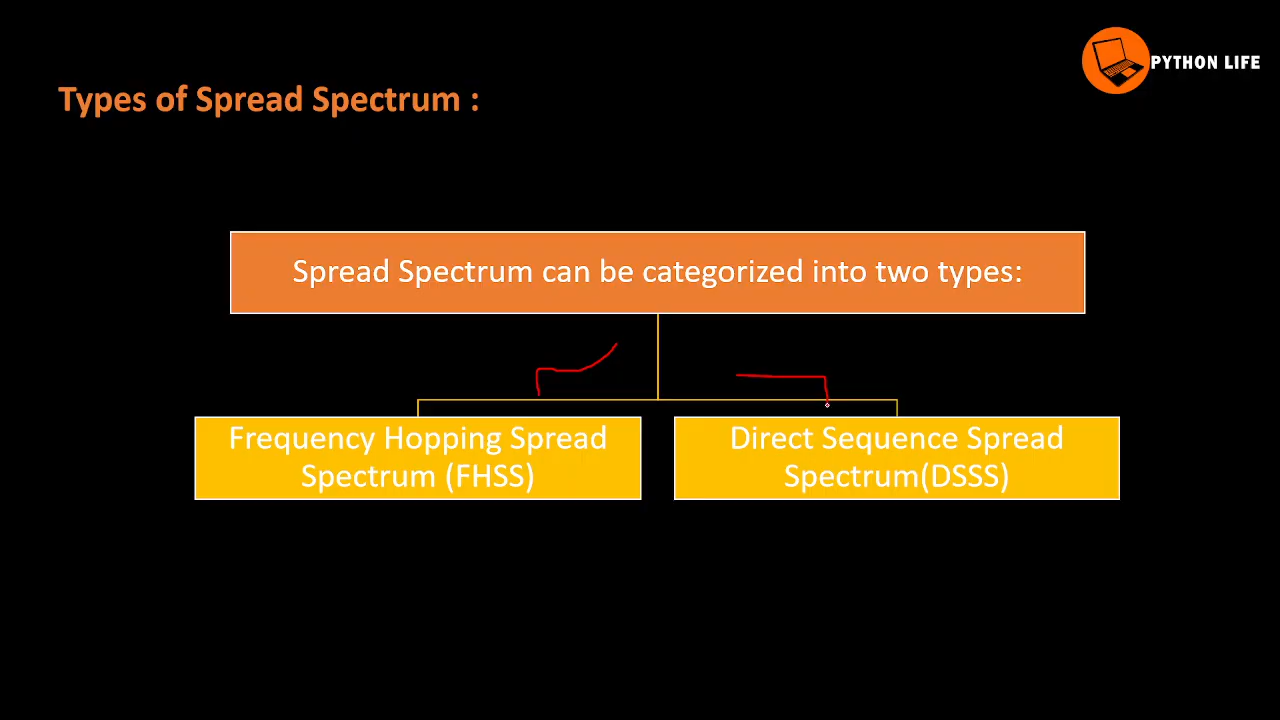 PYTHON LIFE
Types of Spread Spectrum :
Spread Spectrum can be categorized into two types:
Frequency Hopping Spread
Spectrum (FHSS)
Direct Sequence Spread
Spectrum(DSSS)